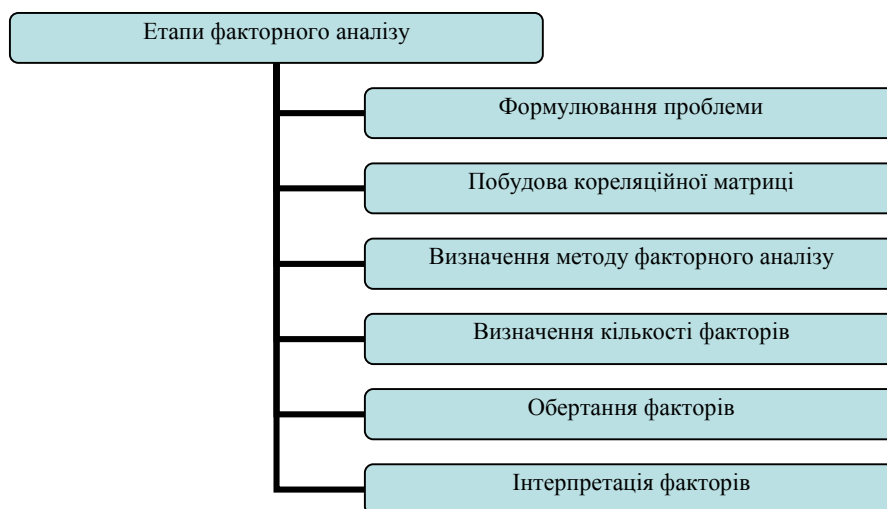 Етапи факторного аналізу
Формулювання проблеми
Побудова кореляційної матриці
Визначення методу факторного аналізу
Визначення кількості факторів
Обертання факторів
Інтерпретація факторів